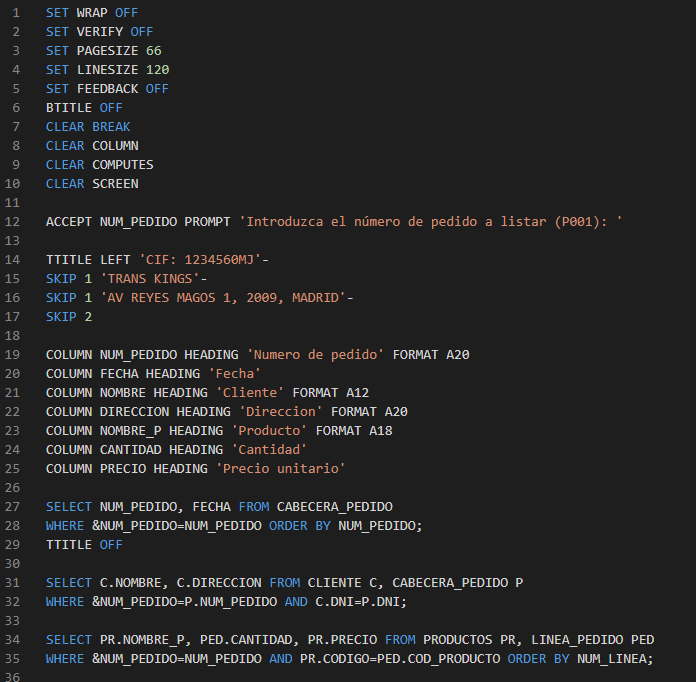 1 SET WRAP OFF
2 SET VERIFY OFF
3 SET PAGESIZE 66
4 SET LINESIZE 120
5 SET FEEDBACK OFF
6 BTITLE OFF
7 CLEAR BREAK
8 CLEAR COLUMN
9 CLEAR COMPUTES
10 CLEAR SCREEN
11
12 ACCEPT NUM_PEDIDO PROMPT 'Introduzca el número de pedido a listar (P001): '
13
14 TTITLE LEFT 'CIF: 1234560MJ'-
15 SKIP 1 'TRANS KINGS'-
16 SKIP 1 'AV REYES MAGOS 1, 2009, MADRID'-
17 SKIP 2
18
19 COLUMN NUM_PEDIDO HEADING 'Numero de pedido' FORMAT A20
20 COLUMN FECHA HEADING 'Fecha'
21 COLUMN NOMBRE HEADING 'Cliente' FORMAT A12
22 COLUMN DIRECCION HEADING 'Direccion' FORMAT A20
23 COLUMN NOMBRE_P HEADING 'Producto' FORMAT A18
24 COLUMN CANTIDAD HEADING 'Cantidad'
25 COLUMN PRECIO HEADING 'Precio unitario'
26
27 SELECT NUM_PEDIDO, FECHA FROM CABECERA_PEDIDO
28 WHERE &NUM_PEDIDO=NUM_PEDIDO ORDER BY NUM_PEDIDO;
29 TTITLE OFF
30
31 SELECT C.NOMBRE, C.DIRECCION FROM CLIENTE C, CABECERA_PEDIDO P
32 WHERE &NUM_PEDIDO=P.NUM_PEDIDO AND C.DNI=P.DNI;
33
34 SELECT PR.NOMBRE_P, PED.CANTIDAD, PR.PRECIO FROM PRODUCTOS PR, LINEA_PEDIDO PED
35 WHERE &NUM_PEDIDO=NUM_PEDIDO AND PR.CODIGO=PED.COD_PRODUCTO ORDER BY NUM_LINEA;
36